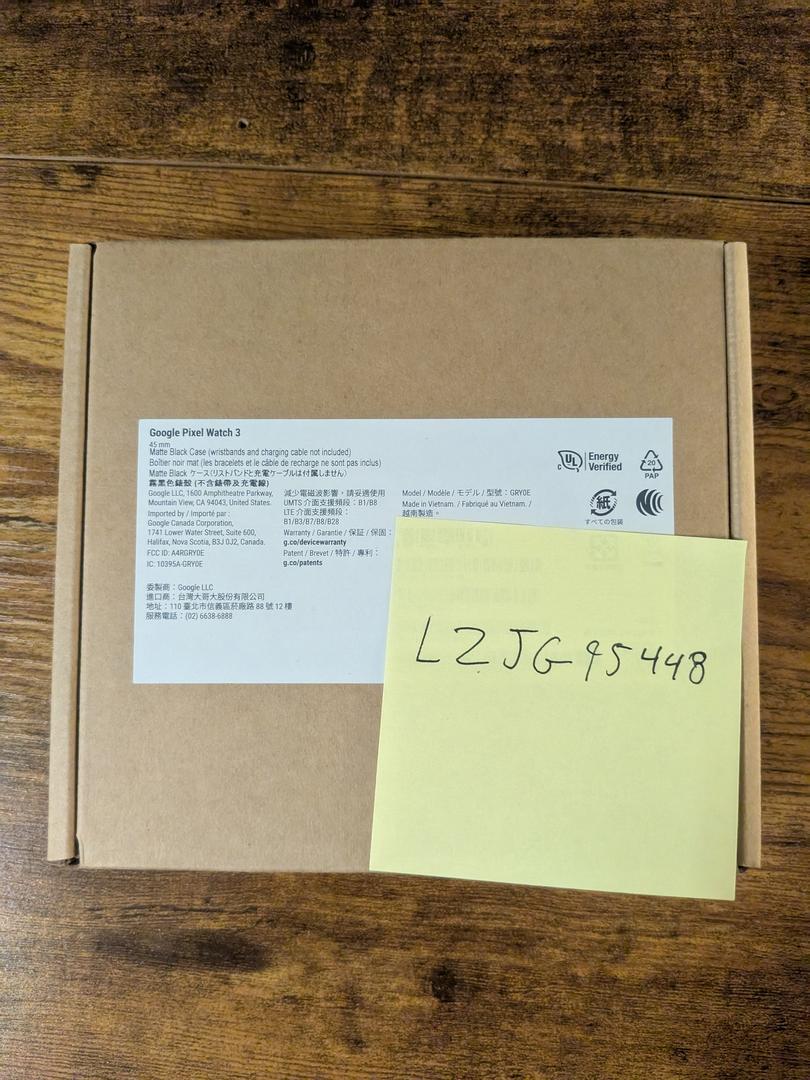 Google Pixel Watch 3
45 mm
Matte Black Case (wristbands and charging cable not included)
Boîtier noir mat (les bracelets et le câble de recharge ne sont pas inclus)
Matte Black ケース(リストバンドと充電ケーブルは付属しません)
霧黑色錶殼 (不含錶帶及充電線)
Google LLC, 1600 Amphitheatre Parkway,
Mountain View, CA 94043, United States.
Imported by / Importé par :
Google Canada Corporation,
1741 Lower Water Street, Suite 600,
Halifax, Nova Scotia, B3J 0J2, Canada.
FCC ID: A4RGRY0E
IC: 10395A-GRY0E
減少電磁波影響，請妥適使用
UMTS 介面支援頻段：B1/B8
LTE 介面支援頻段：
B1/B3/B7/B8/B28
Warranty / Garantie / 保証 / 保固：
g.co/devicewarranty
Patent / Brevet / 特許 / 專利：
g.co/patents
Model / Modèle / モデル / 型號：GRY0E
Made in Vietnam. / Fabriqué au Vietnam. /
越南製造。
c UL Energy
Verified
紙
すべての包装
20
PAP
委製商：Google LLC
進口商：台灣大哥大股份有限公司
地址：110 臺北市信義區菸廠路 88 號 12 樓
服務電話：(02) 6638-6888
LZJG95448